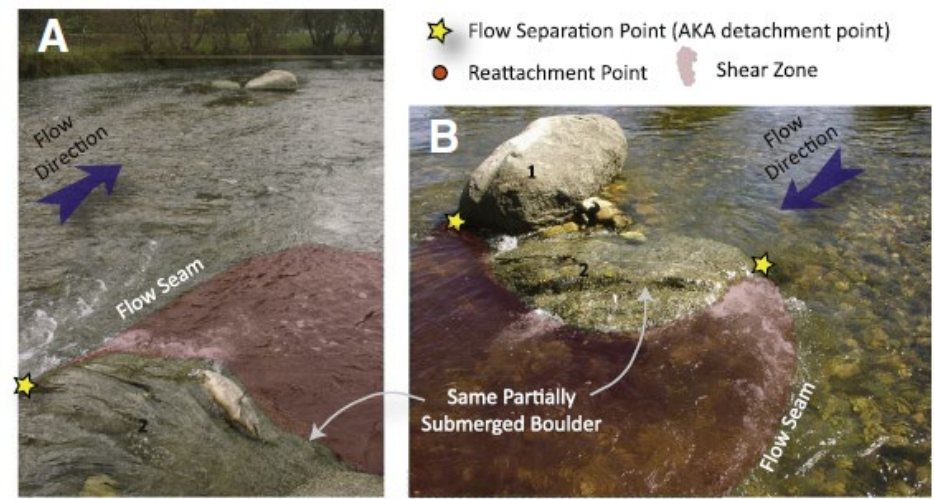 A
Flow Separation Point (AKA detachment point)
Reattachment Point
Shear Zone
Flow
Direction
Flow Seam
2
B
1
Flow
Direction
2
Same Partially
Submerged Boulder
Flow Seam